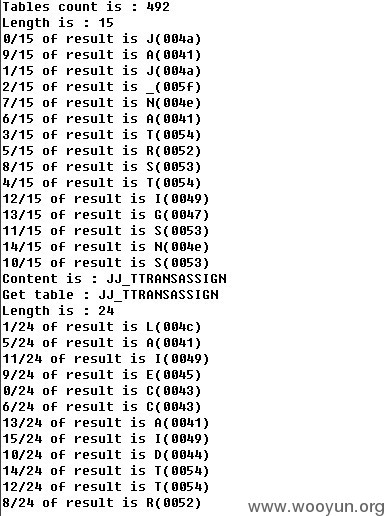 Tables count is : 492
Length is : 15
0/15 of result is J(004a)
9/15 of result is A(0041)
1/15 of result is J(004a)
2/15 of result is _(005f)
7/15 of result is N(004e)
6/15 of result is A(0041)
3/15 of result is T(0054)
5/15 of result is R(0052)
8/15 of result is S(0053)
4/15 of result is T(0054)
12/15 of result is I(0049)
13/15 of result is G(0047)
11/15 of result is S(0053)
14/15 of result is N(004e)
10/15 of result is S(0053)
Content is : JJ_TTRANSASSIGN
Get table : JJ_TTRANSASSIGN
Length is : 24
1/24 of result is L(004c)
5/24 of result is A(0041)
11/24 of result is I(0049)
9/24 of result is E(0045)
0/24 of result is C(0043)
6/24 of result is C(0043)
13/24 of result is A(0041)
15/24 of result is I(0049)
10/24 of result is D(0044)
14/24 of result is T(0054)
12/24 of result is T(0054)
8/24 of result is R(0052)
www.wooyun.org